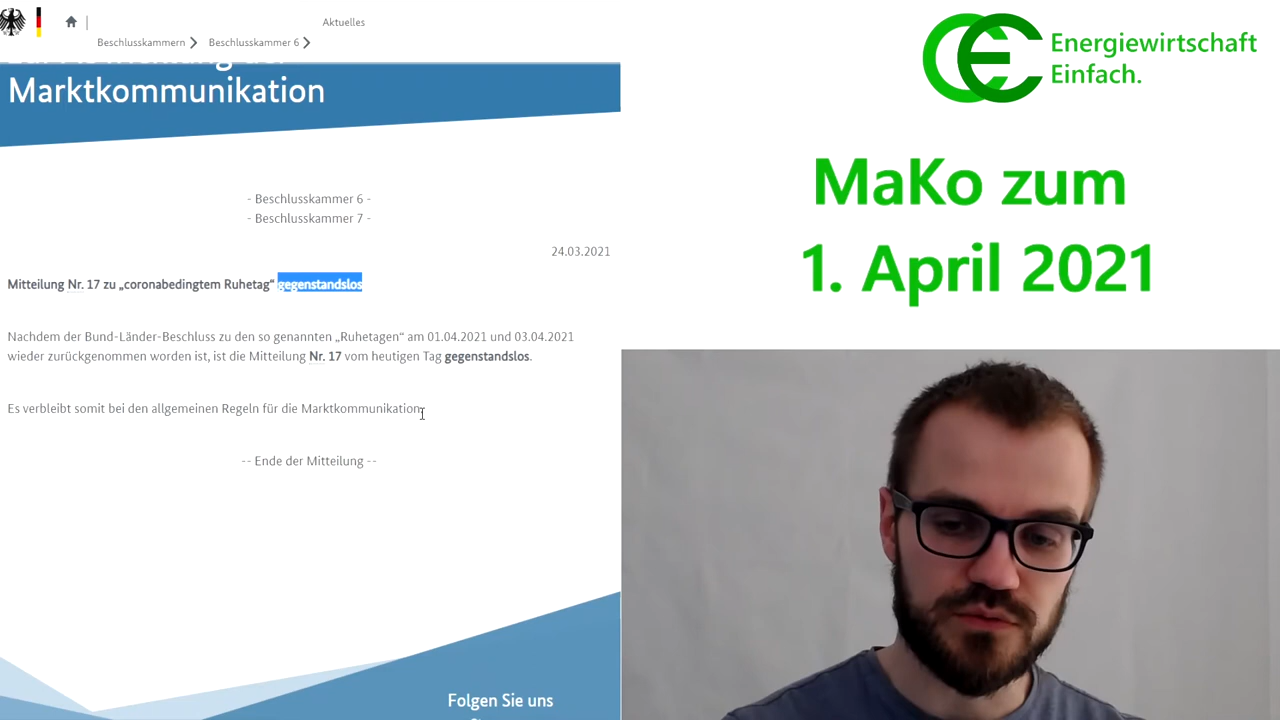 Aktuelles
Beschlusskammern
Beschlusskammer 6
Marktkommunikation
- Beschlusskammer 6 -
- Beschlusskammer 7 -
24.03.2021
Mitteilung Nr. 17 zu „coronabedingtem Ruhetag“ gegenstandslos
Nachdem der Bund-Länder-Beschluss zu den so genannten „Ruhetagen“ am 01.04.2021 und 03.04.2021
wieder zurückgenommen worden ist, ist die Mitteilung Nr. 17 vom heutigen Tag gegenstandslos.
Es verbleibt somit bei den allgemeinen Regeln für die Marktkommunikation.
-- Ende der Mitteilung --
Folgen Sie uns
Energiewirtschaft
Einfach.
MaKo zum
1. April 2021